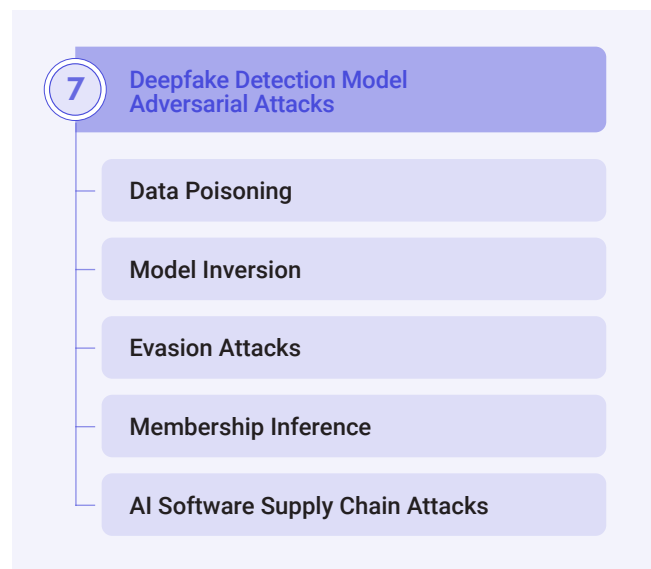 7
Deepfake Detection Model
Adversarial Attacks
Data Poisoning
Model Inversion
Evasion Attacks
Membership Inference
AI Software Supply Chain Attacks